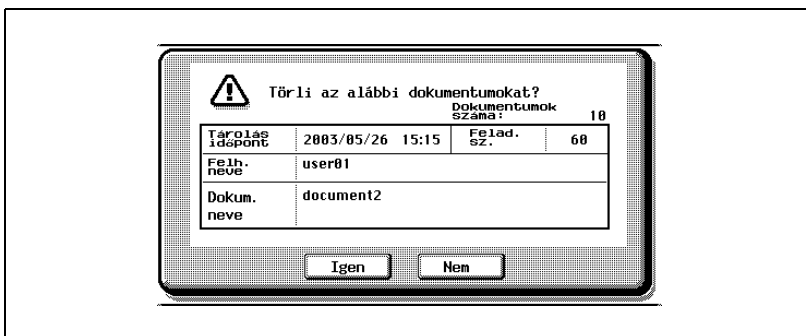 Törli az alábbi dokumentumokat?
Dokumentumok
száma: 10
Tárolás
időpont
2003/05/26 15:15
Felad.
sz.
60
Felh.
neve
user01
Dokum.
neve
document2
Igen
Nem